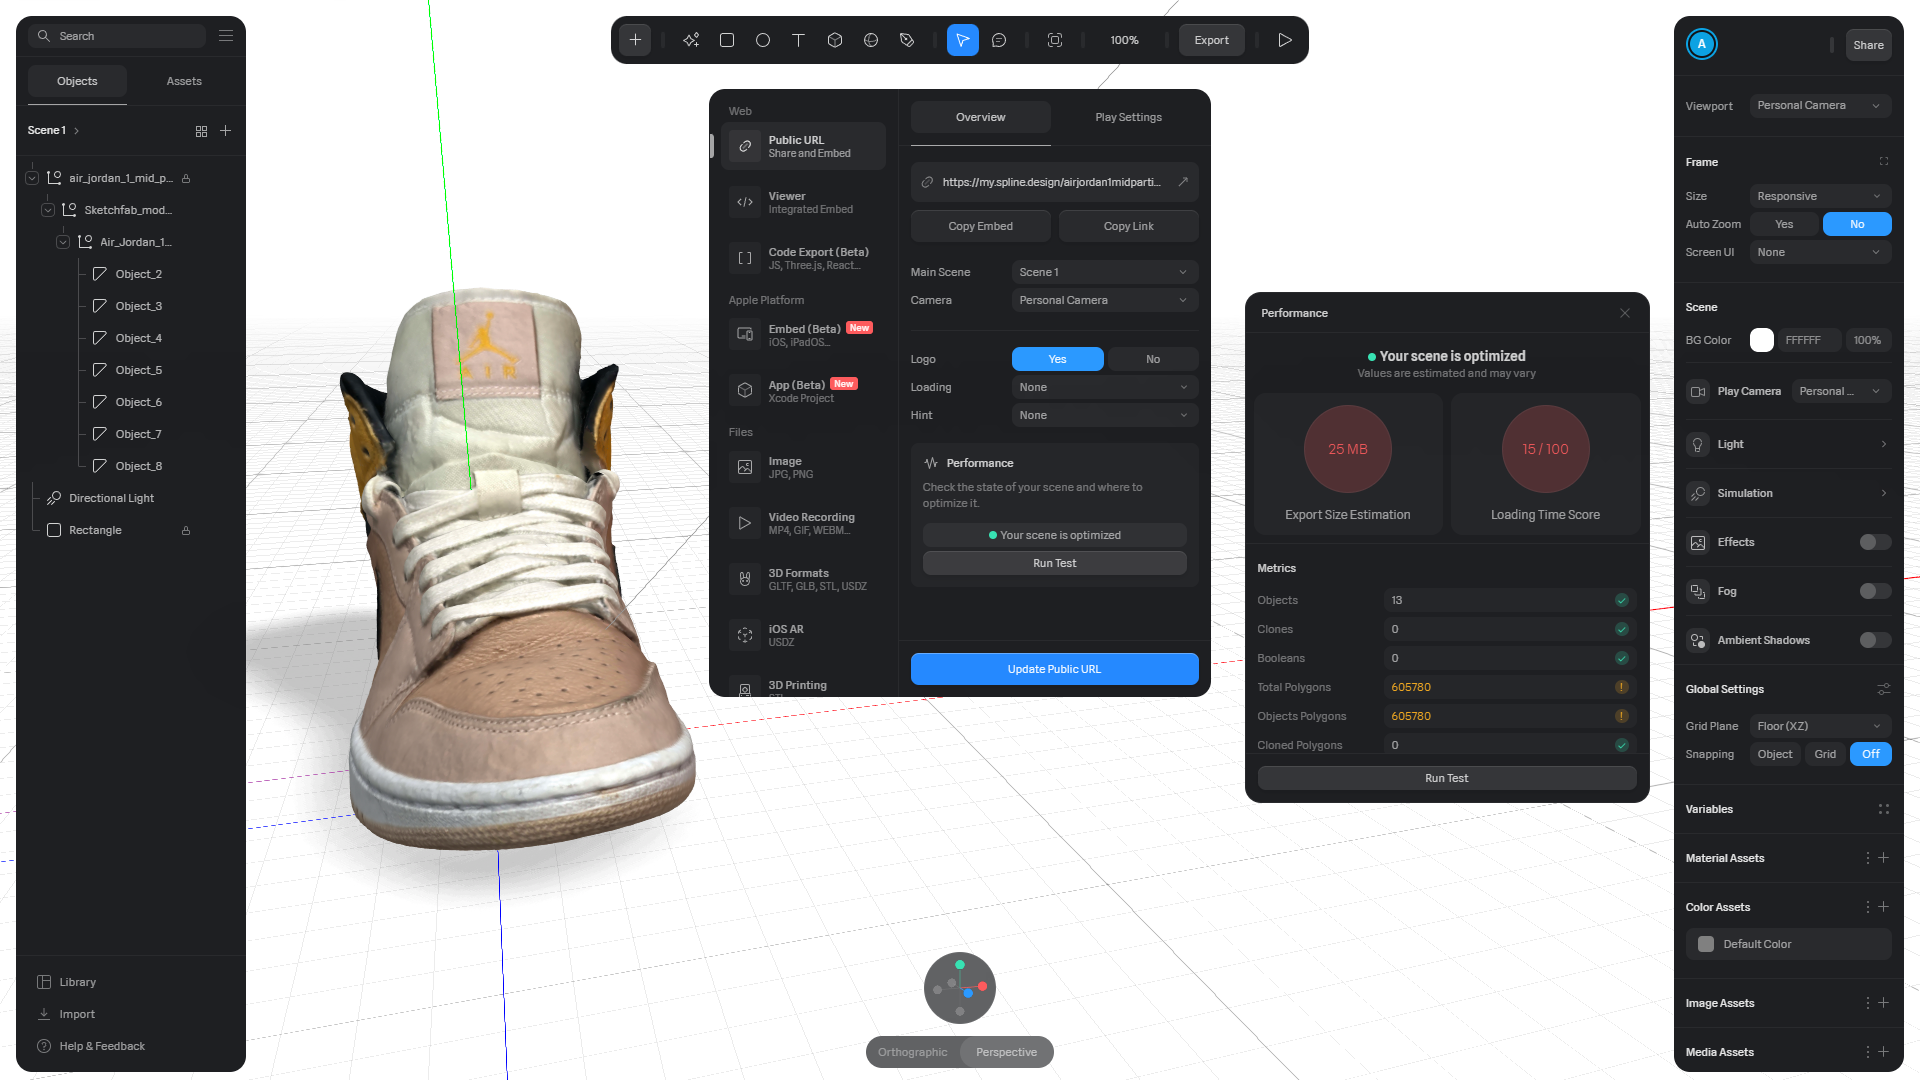 Search
Objects
Assets
Scene 1
air_jordan_1_mid_p...
Sketchfab_mod...
Air_Jordan_1...
Object_2
Object_3
Object_4
Object_5
Object_6
Object_7
Object_8
Directional Light
Rectangle
Library
Import
Help & Feedback
100%
Export
Web
Public URL
Share and Embed
Viewer
Integrated Embed
Code Export (Beta)
JS, Three.js, React...
Apple Platform
Embed (Beta) New
iOS, iPadOS...
App (Beta) New
Xcode Project
Files
Image
JPG, PNG
Video Recording
MP4, GIF, WEBM...
3D Formats
GLTF, GLB, STL, USDZ
iOS AR
USDZ
3D Printing
Overview
Play Settings
https://my.spline.design/airjordan1midparti...
Copy Embed
Copy Link
Main Scene
Scene 1
Camera
Personal Camera
Logo
Yes
No
Loading
None
Hint
None
Performance
Check the state of your scene and where to
optimize it.
Your scene is optimized
Run Test
Update Public URL
AIR
Orthographic
Perspective
Performance
Your scene is optimized
Values are estimated and may vary
25 MB
Export Size Estimation
15 / 100
Loading Time Score
Metrics
Objects
13
Clones
0
Booleans
0
Total Polygons
605780
Objects Polygons
605780
Cloned Polygons
0
Run Test
A
Share
Viewport
Personal Camera
Frame
Size
Responsive
Auto Zoom
Yes
No
Screen UI
None
Scene
BG Color
FFFFFF
100%
Play Camera
Personal ...
Light
Simulation
Effects
Fog
Ambient Shadows
Global Settings
Grid Plane
Floor (XZ)
Snapping
Object
Grid
Off
Variables
Material Assets
Color Assets
Default Color
Image Assets
Media Assets